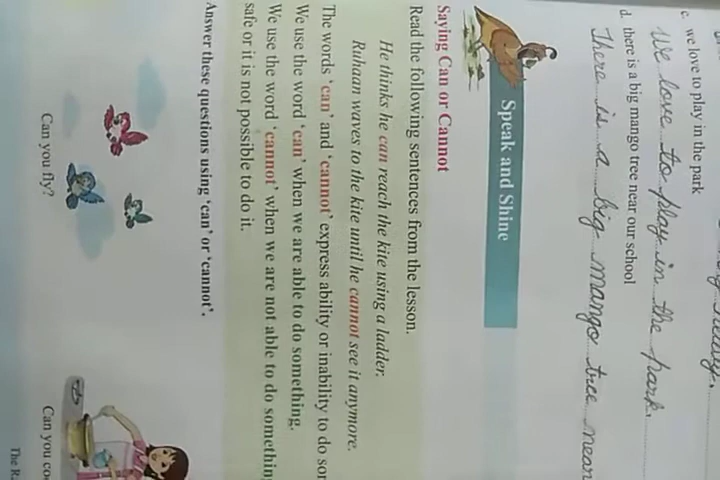 c. we love to play in the park
We love to play in the park.
d. there is a big mango tree near our school
There is a big mango tree near
Speak and Shine
Saying Can or Cannot
Read the following sentences from the lesson.
He thinks he can reach the kite using a ladder.
Ruhaan waves to the kite until he cannot see it anymore.
The words ‘can’ and ‘cannot’ express ability or inability to do
We use the word ‘can’ when we are able to do something.
We use the word ‘cannot’ when we are not able to do something
safe or it is not possible to do it.
Answer these questions using ‘can’ or ‘cannot’.
Can you fly?
Can you
The